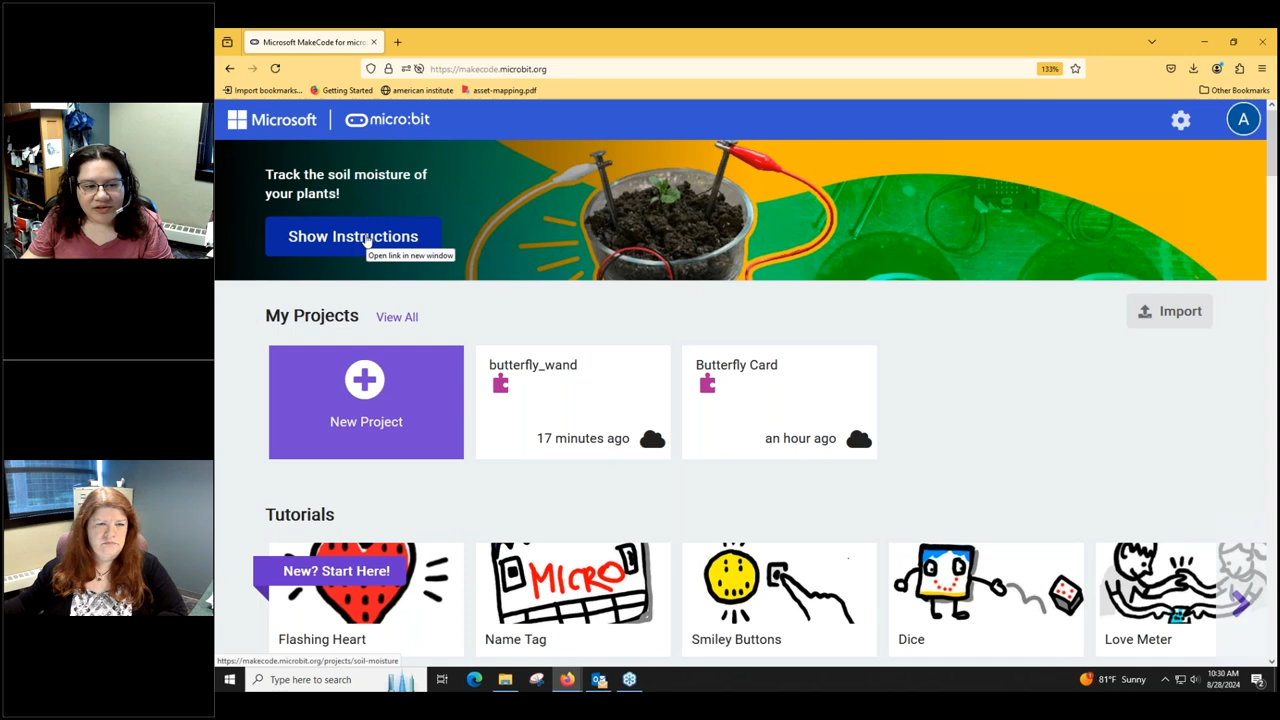 Microsoft MakeCode for micro:
https://makecode.microbit.org
133%
Import bookmarks...
Getting Started
american institute
asset-mapping.pdf
Other Bookmarks
Microsoft
micro:bit
A
Track the soil moisture of
your plants!
Show Instructions
Open link in new window
My Projects
View All
Import
New Project
butterfly_wand
17 minutes ago
Butterfly Card
an hour ago
Tutorials
New? Start Here!
MICRO
Flashing Heart
Name Tag
Smiley Buttons
Dice
Love Meter
https://makecode.microbit.org/projects/soil-moisture
Type here to search
81°F Sunny
10:30 AM
8/28/2024
2